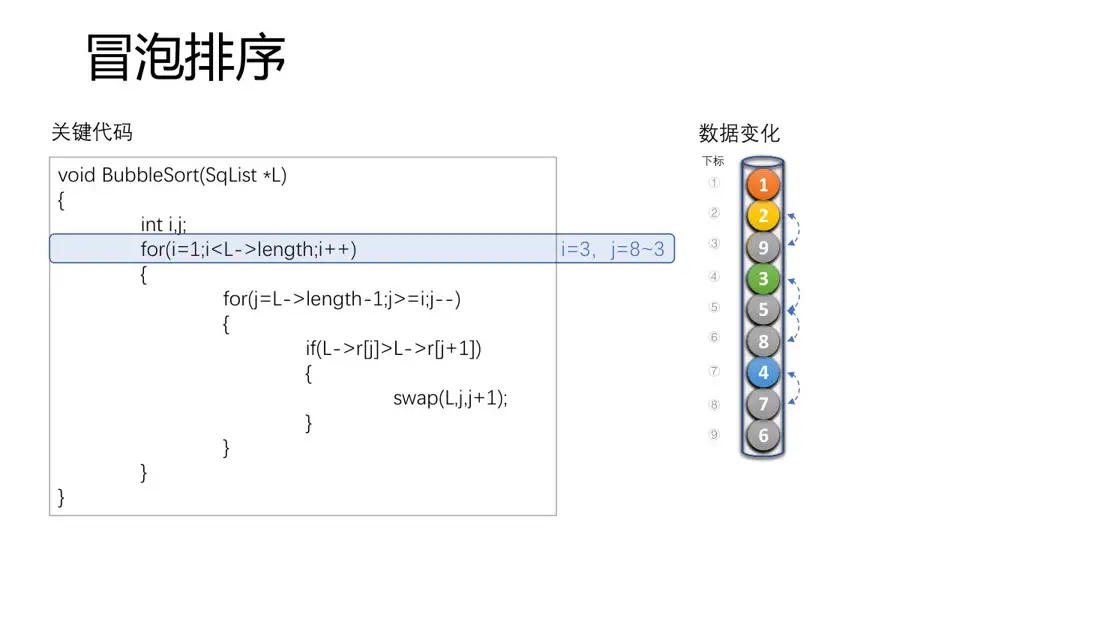 冒泡排序
关键代码
void BubbleSort(SqList *L)
{
int i,j;
for(i=1;i<L->length;i++)
i=3, j=8~3
{
for(j=L->length-1;j>=i;j--)
{
if(L->r[j]>L->r[j+1])
{
swap(L,j,j+1);
}
}
}
}
数据变化
下标
① 1
② 2
③ 9
④ 3
⑤ 5
⑥ 8
⑦ 4
⑧ 7
⑨ 6